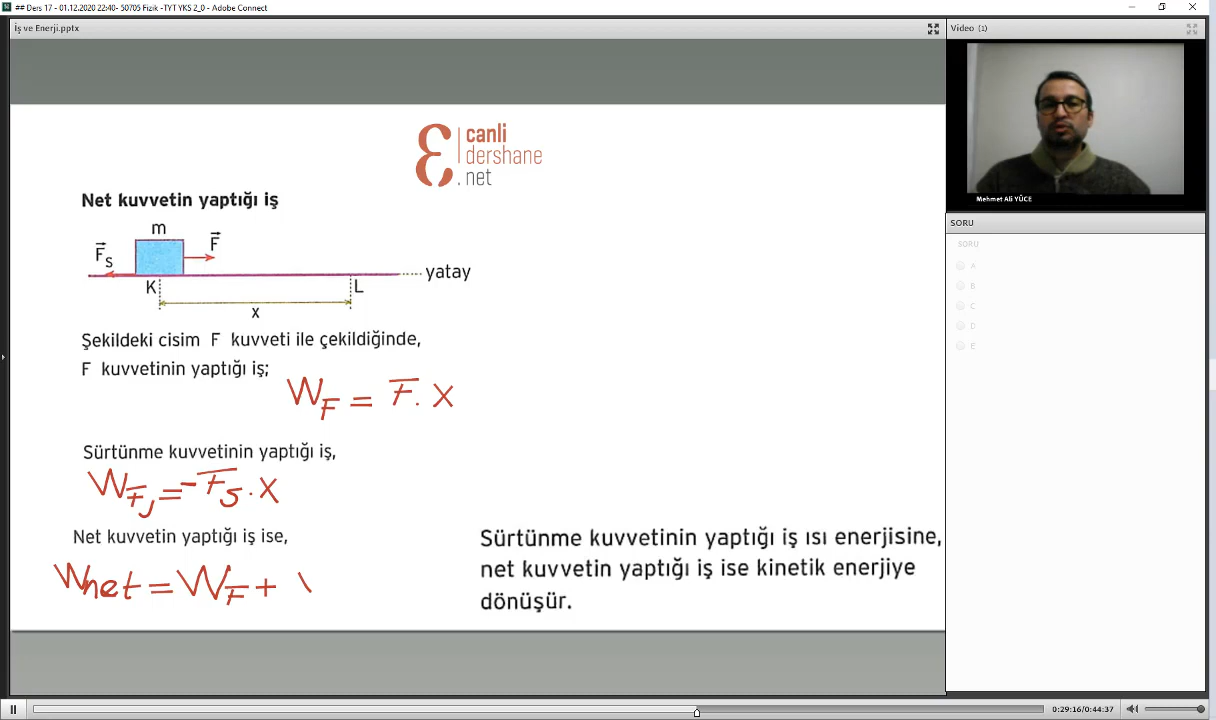 ## Ders 17 - 01.12.2020 22:40- 50705 Fizik -TYT YKS 2_0 - Adobe Connect
İş ve Enerji.pptx
Video (1)
canli
dershane
.net
Mehmet Ali YÜCE
SORU
SORU
A
B
C
D
E
Net kuvvetin yaptığı iş
m
F
Fs
yatay
K
L
x
Şekildeki cisim F kuvveti ile çekildiğinde,
F kuvvetinin yaptığı iş;
W_F = F. X
Sürtünme kuvvetinin yaptığı iş,
W_Fs = -Fs . X
Net kuvvetin yaptığı iş ise,
Wnet = W_F + \
Sürtünme kuvvetinin yaptığı iş ısı enerjisine,
net kuvvetin yaptığı iş ise kinetik enerjiye
dönüşür.
0:29:16/0:44:37